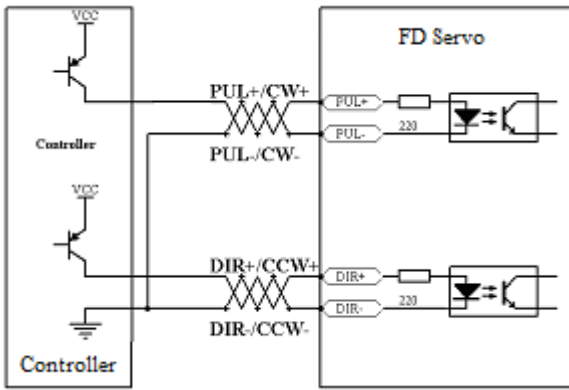 VCC
FD Servo
PUL+/CW+
PUL+
Controller
PUL-
220
PUL-/CW-
VCC
DIR+/CCW+
DIR+
DIR-
220
DIR-/CCW-
Controller